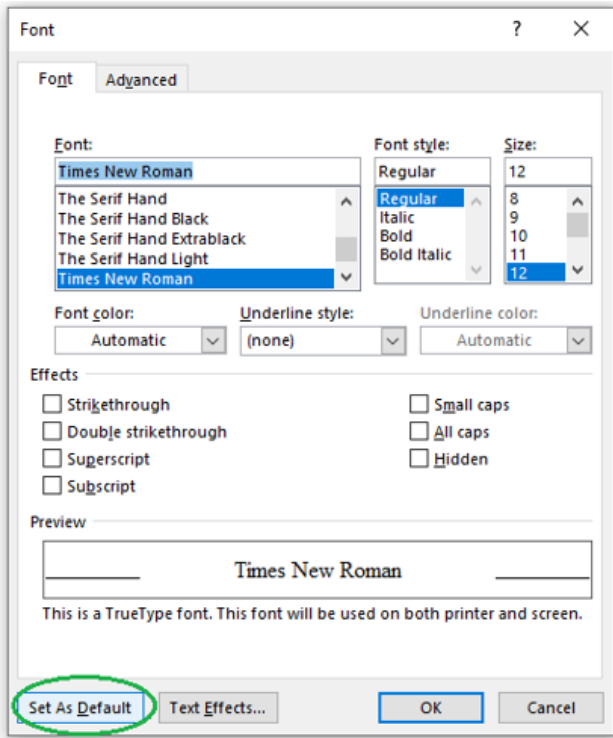 Font ?
Font Advanced
Font: Font style: Size:
Times New Roman Regular 12
The Serif Hand Regular 8
The Serif Hand Black Italic 9
The Serif Hand Extrablack Bold 10
The Serif Hand Light Bold Italic 11
Times New Roman 12
Font color: Underline style: Underline color:
Automatic (none) Automatic
Effects
Strikethrough Small caps
Double strikethrough All caps
Superscript Hidden
Subscript
Preview
Times New Roman
This is a TrueType font. This font will be used on both printer and screen.
Set As Default Text Effects... OK Cancel